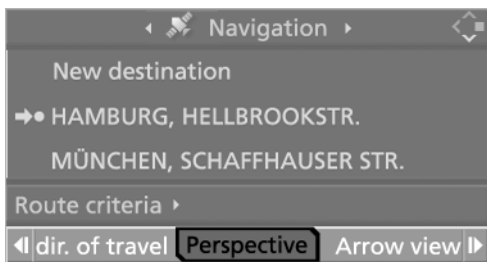 Navigation
New destination
HAMBURG, HELLBROOKSTR.
MÜNCHEN, SCHAFFHAUSER STR.
Route criteria
dir. of travel Perspective Arrow view